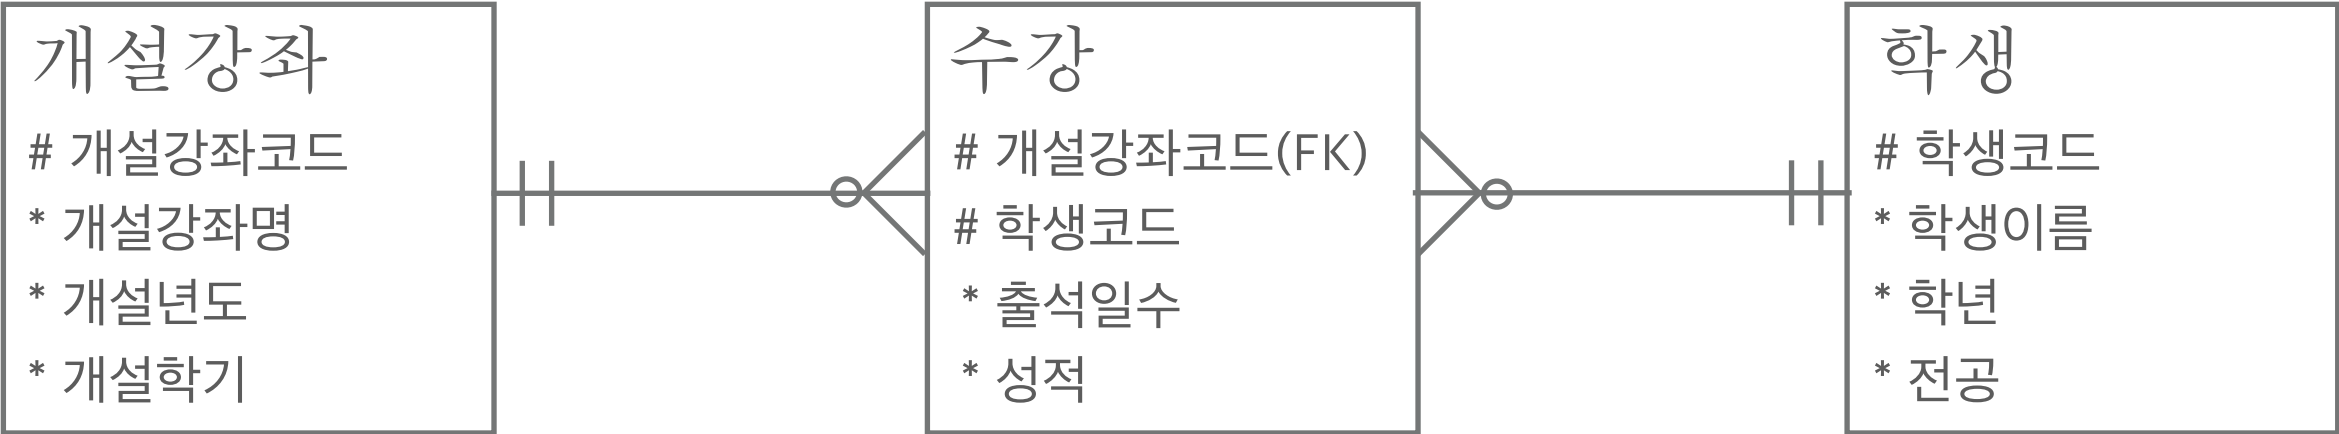 개설강좌
# 개설강좌코드
* 개설강좌명
* 개설년도
* 개설학기
수강
# 개설강좌코드(FK)
# 학생코드
* 출석일수
* 성적
학생
# 학생코드
* 학생이름
* 학년
* 전공